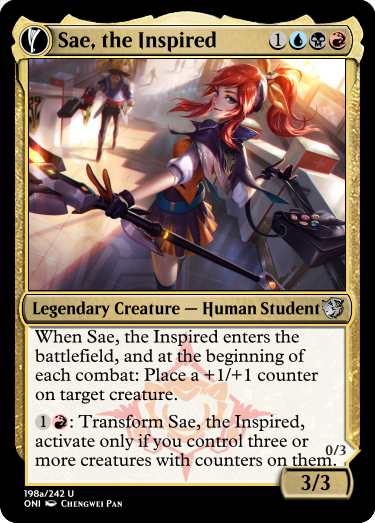 Sae, the Inspired 1
Legendary Creature — Human Student
When Sae, the Inspired enters the
battlefield, and at the beginning of
each combat: Place a +1/+1 counter
on target creature.
1 : Transform Sae, the Inspired,
activate only if you control three or
more creatures with counters on them.
0/3
3/3
198a/242 U
ONI Chengwei Pan